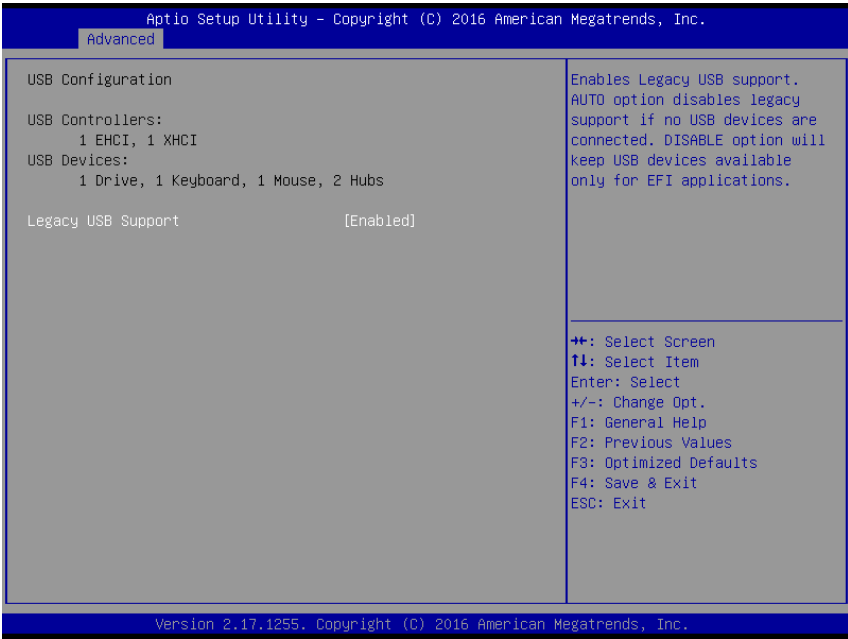 Aptio Setup Utility – Copyright (C) 2016 American Megatrends, Inc.
Advanced
USB Configuration
USB Controllers:
1 EHCI, 1 XHCI
USB Devices:
1 Drive, 1 Keyboard, 1 Mouse, 2 Hubs
Legacy USB Support [Enabled]
Enables Legacy USB support.
AUTO option disables legacy
support if no USB devices are
connected. DISABLE option will
keep USB devices available
only for EFI applications.
→←: Select Screen
↑↓: Select Item
Enter: Select
+/-: Change Opt.
F1: General Help
F2: Previous Values
F3: Optimized Defaults
F4: Save & Exit
ESC: Exit
Version 2.17.1255. Copyright (C) 2016 American Megatrends, Inc.